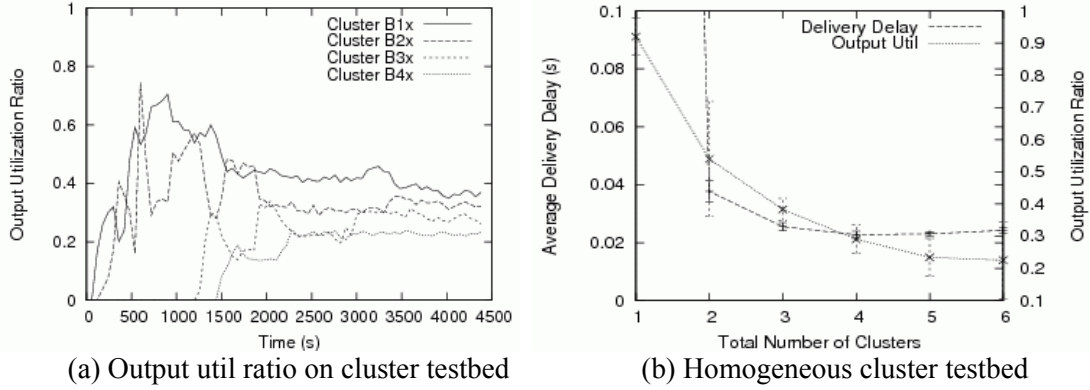 Output Utilization Ratio
1
0.8
0.6
0.4
0.2
0
Cluster B1x
Cluster B2x
Cluster B3x
Cluster B4x
0 500 1000 1500 2000 2500 3000 3500 4000 4500
Time (s)
(a) Output util ratio on cluster testbed
Average Delivery Delay (s)
0.1
0.08
0.06
0.04
0.02
0
Delivery Delay
Output Util
1
0.9
0.8
0.7
0.6
0.5
0.4
0.3
0.2
0.1
Output Utilization Ratio
1 2 3 4 5 6
Total Number of Clusters
(b) Homogeneous cluster testbed